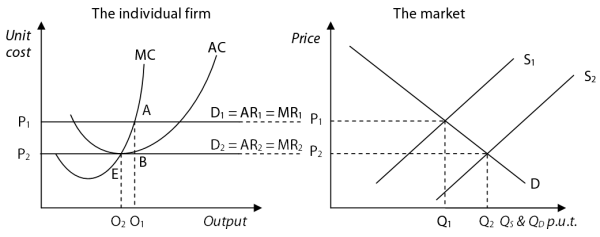 The individual firm
The market
Unit
cost
MC
AC
Price
S1
S2
A
D1 = AR1 = MR1
P1
P1
D2 = AR2 = MR2
P2
B
P2
E
D
O2 O1
Output
Q1
Q2 QS & QD p.u.t.